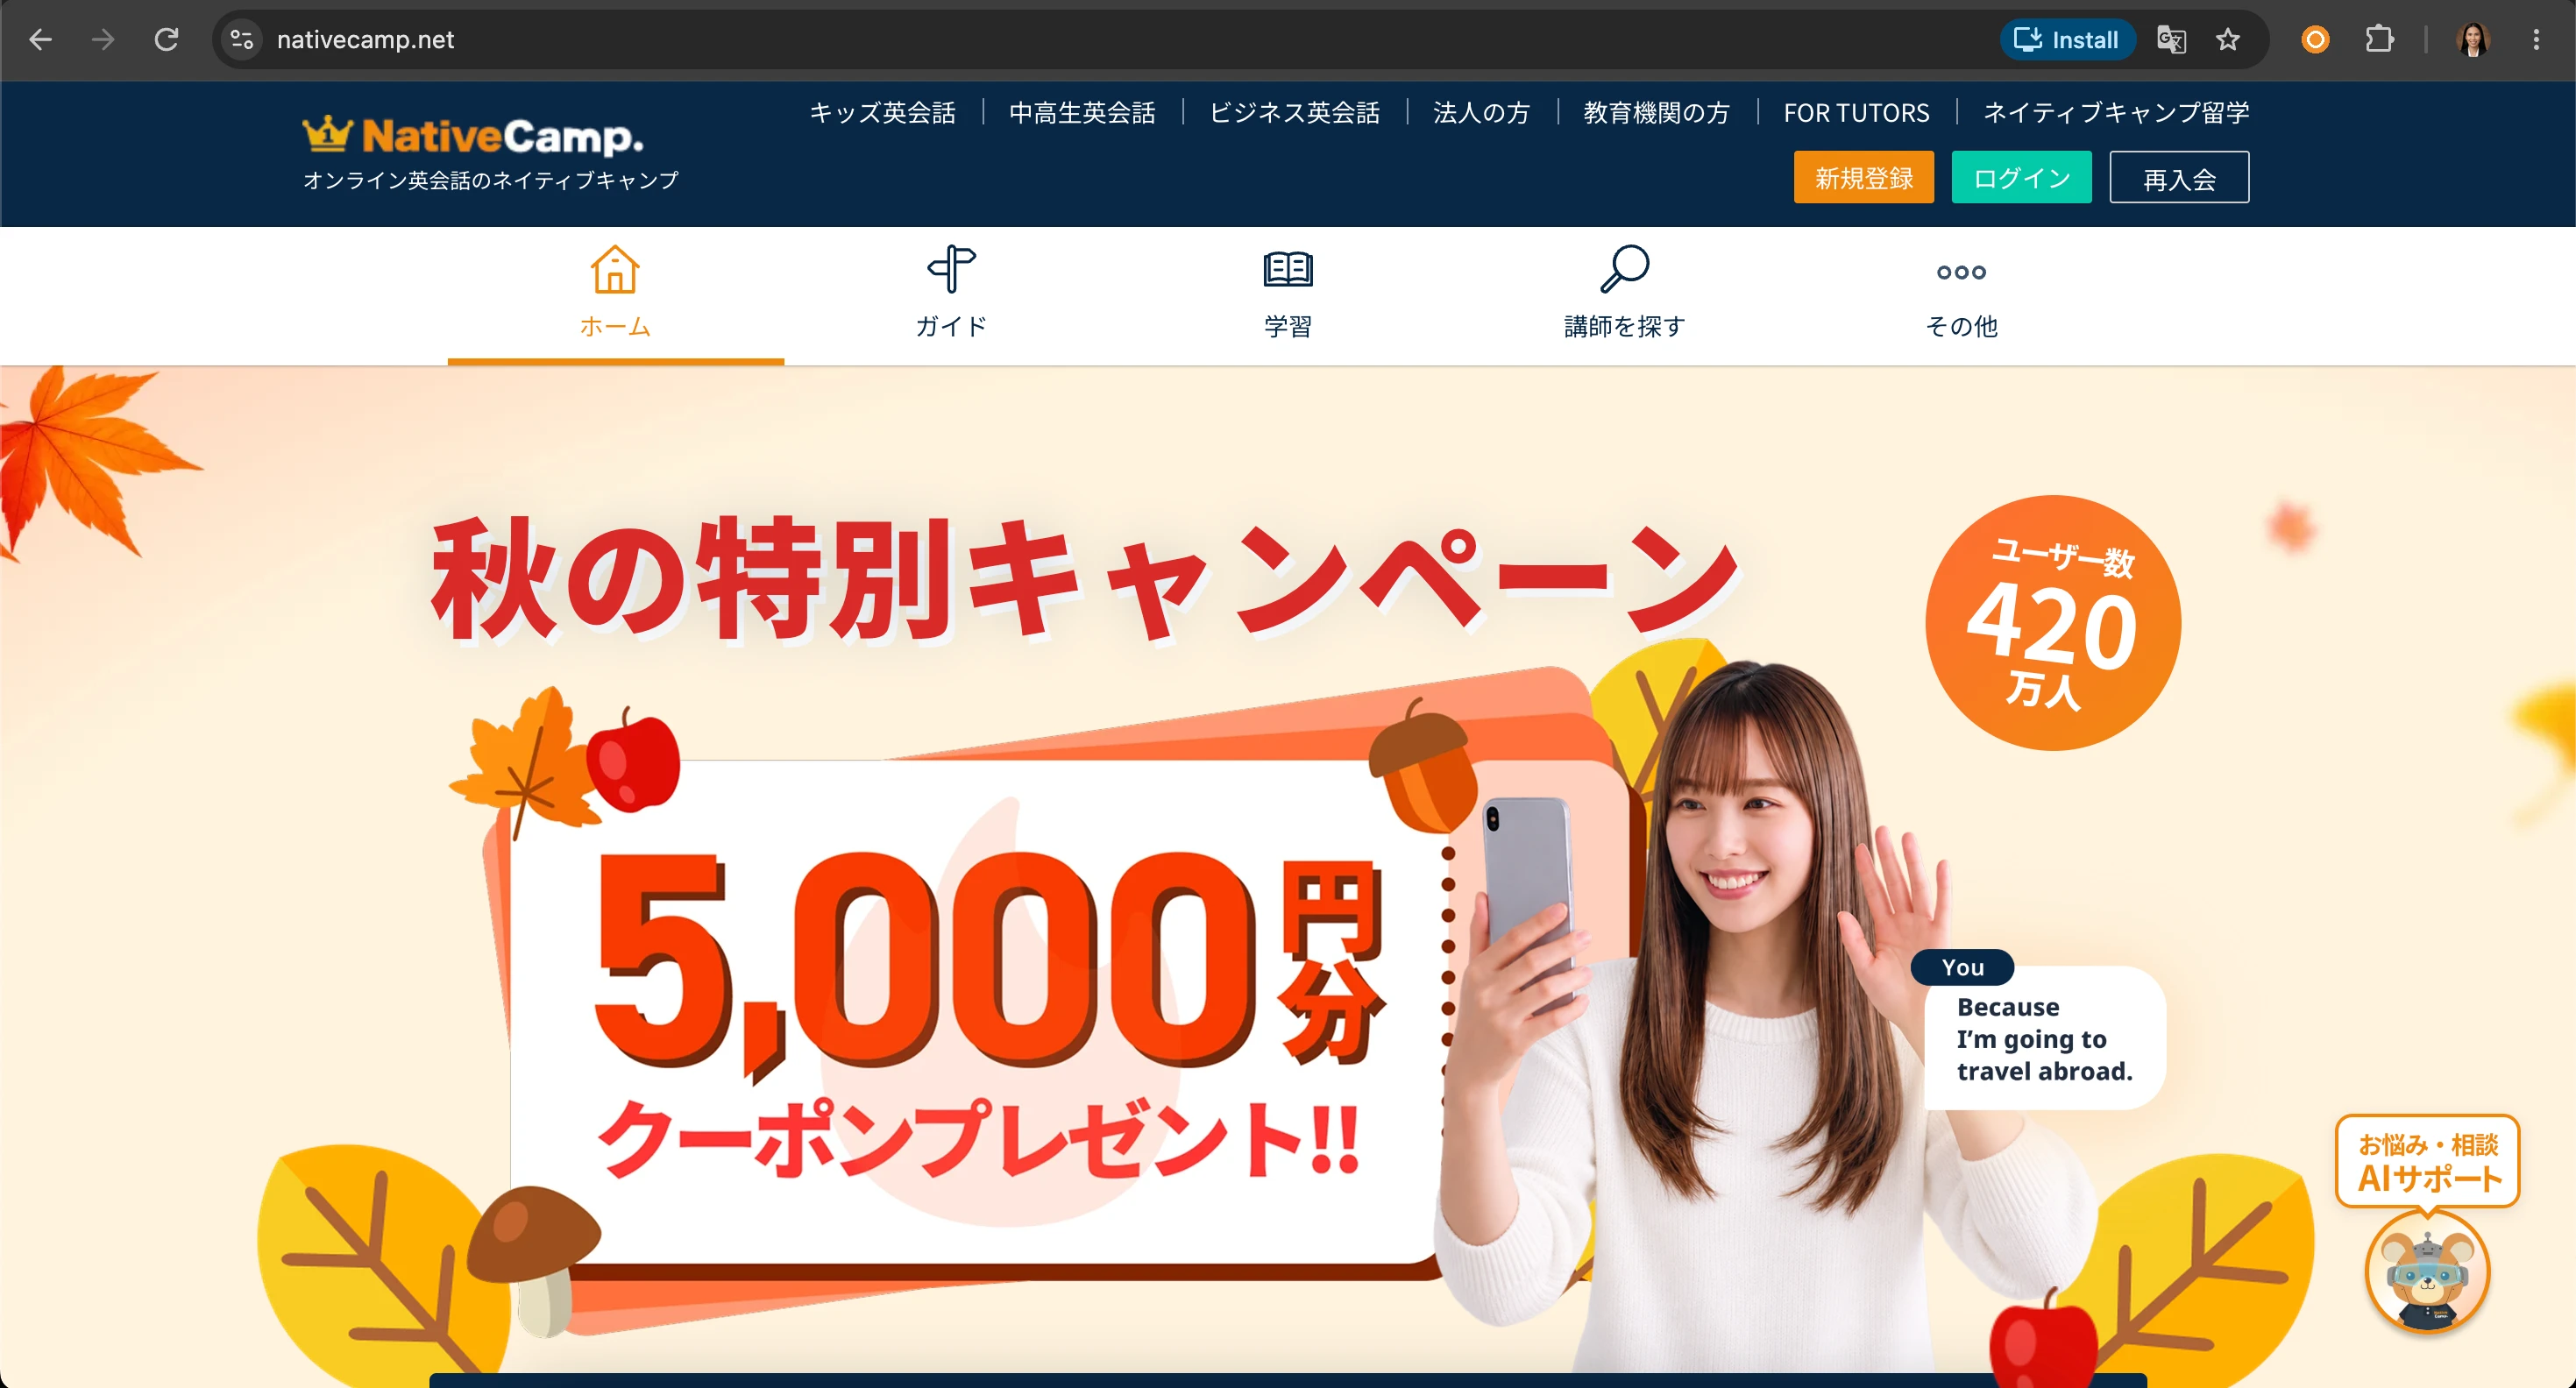 nativecamp.net
Install
NativeCamp.
オンライン英会話のネイティブキャンプ
キッズ英会話
中高生英会話
ビジネス英会話
法人の方
教育機関の方
FOR TUTORS
ネイティブキャンプ留学
新規登録
ログイン
再入会
ホーム
ガイド
学習
講師を探す
その他
秋の特別キャンペーン
ユーザー数
420
万人
5,000円分
クーポンプレゼント!!
You
Because
I'm going to
travel abroad.
お悩み・相談
AIサポート